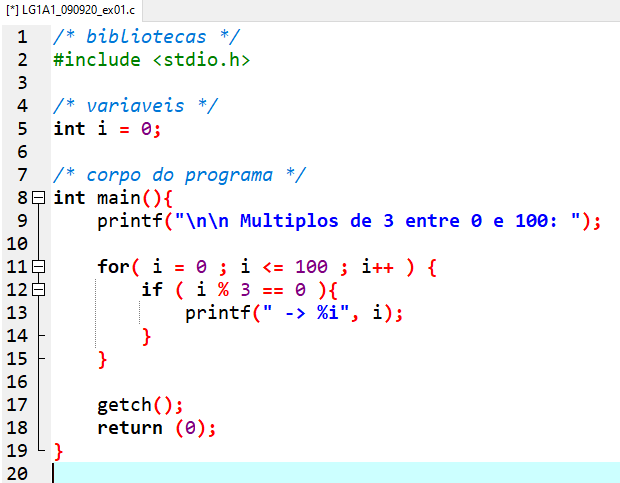 [*] LG1A1_090920_ex01.c
1 /* bibliotecas */
2 #include <stdio.h>
3
4 /* variaveis */
5 int i = 0;
6
7 /* corpo do programa */
8 int main(){
9     printf("\n\n Multiplos de 3 entre 0 e 100: ");
10
11     for( i = 0 ; i <= 100 ; i++ ) {
12         if ( i % 3 == 0 ){
13             printf(" -> %i", i);
14         }
15     }
16
17     getch();
18     return (0);
19 }
20